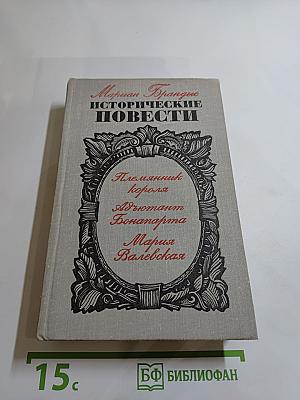 Мариан Брандыс
ИСТОРИЧЕСКИЕ
ПОВЕСТИ
Племянник
короля
Адъютант
Бонапарта
Мария
Валевская
15с
БФ БИБЛИОФАН